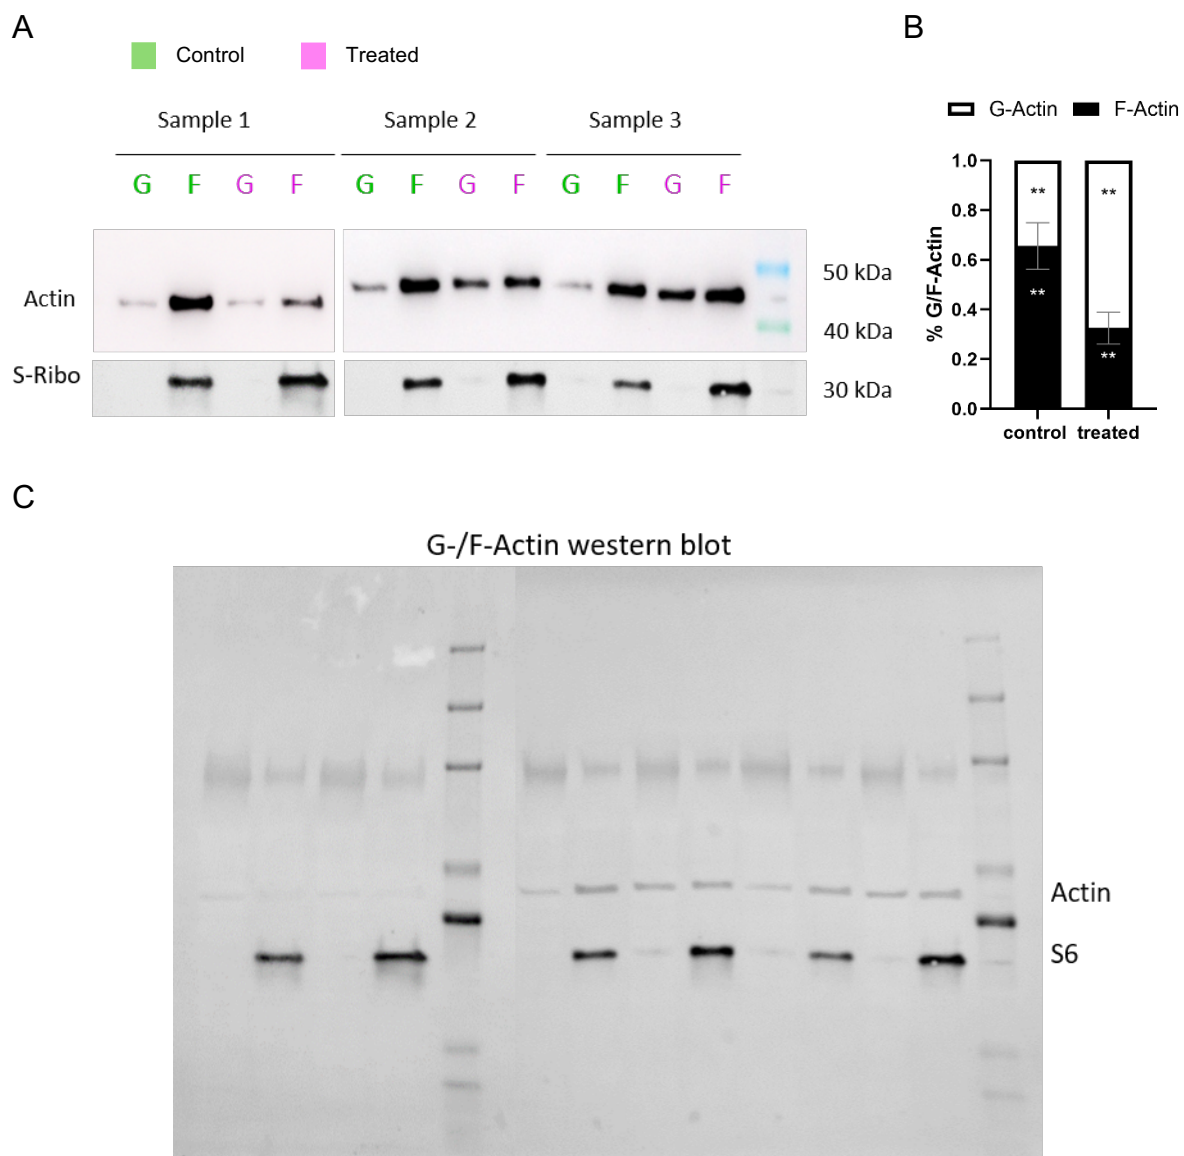 A
Control Treated
Sample 1 Sample 2 Sample 3
G F G F G F G F G F G F
Actin
50 kDa
40 kDa
S-Ribo
30 kDa
B
G-Actin F-Actin
% G/F-Actin
1.0
0.8
0.6
0.4
0.2
0.0
** **
** **
control treated
C
G-/F-Actin western blot
Actin
S6